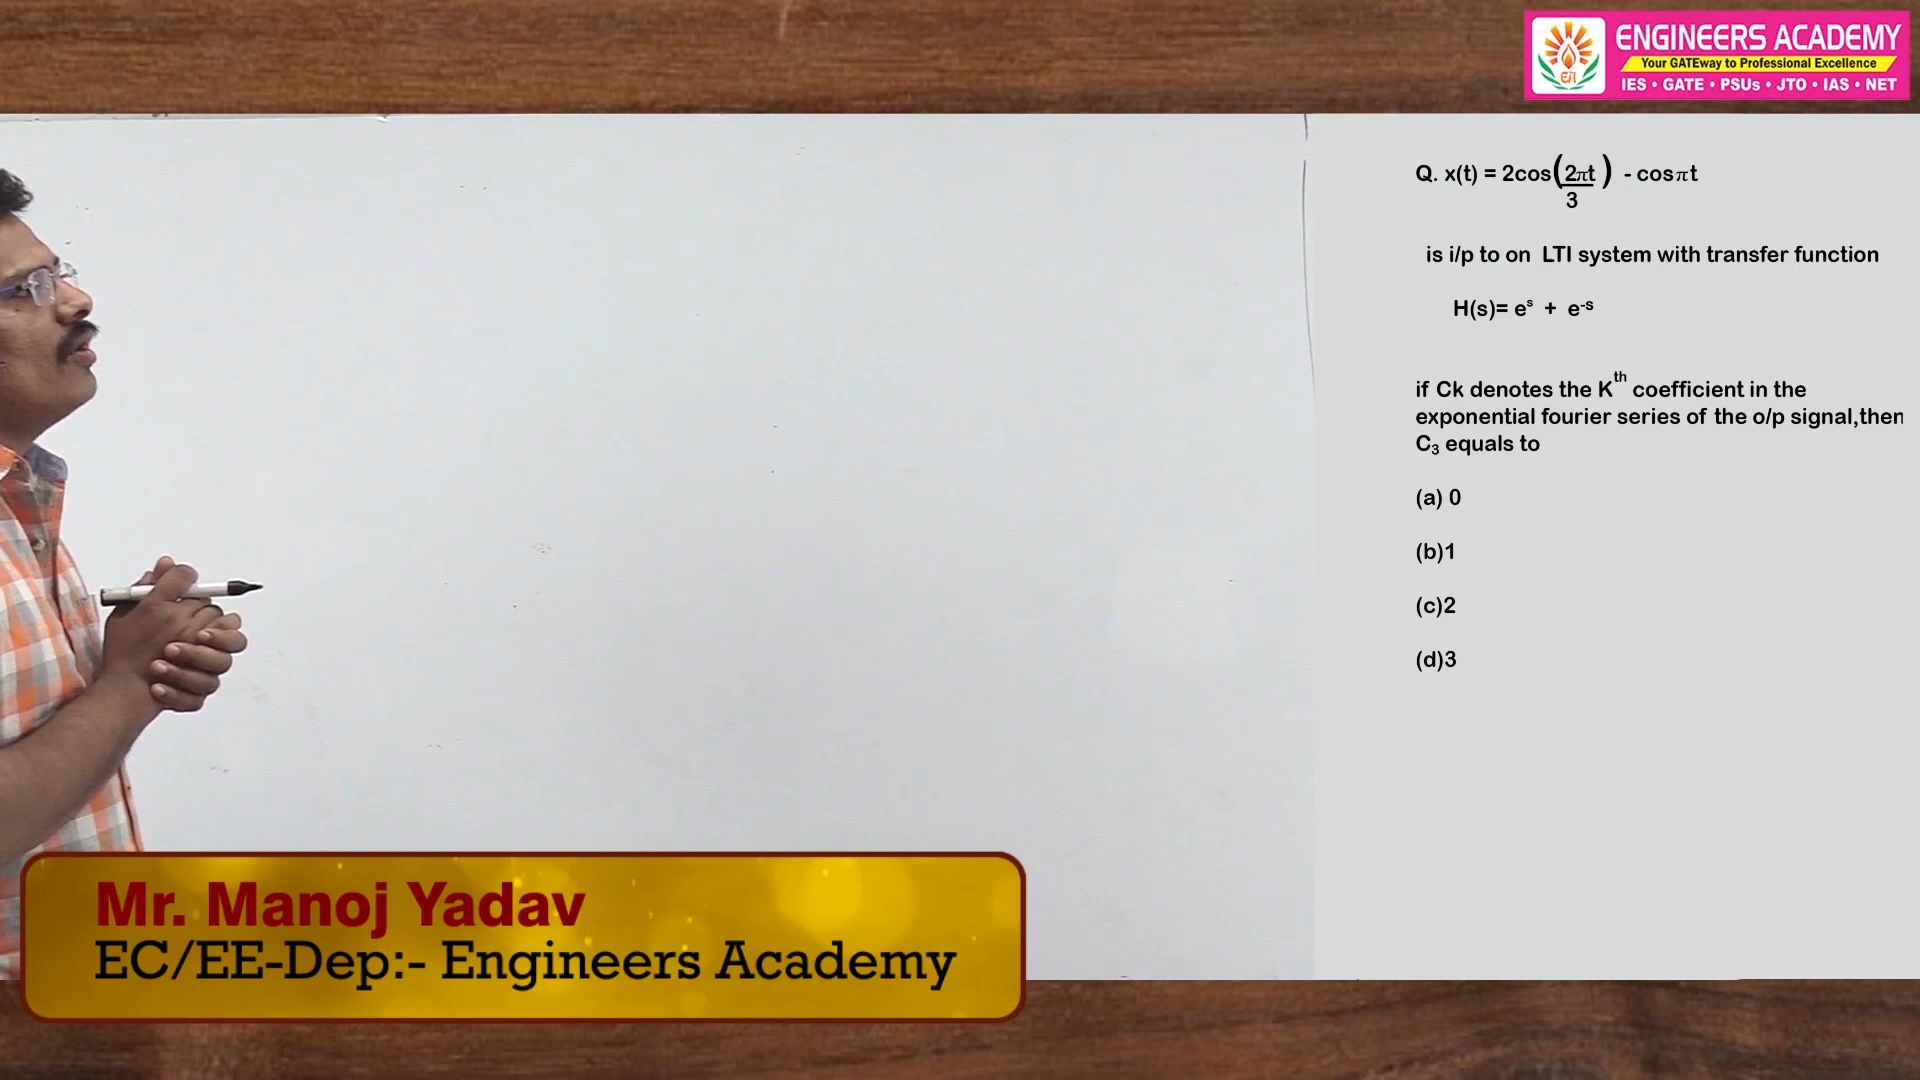 ENGINEERS ACADEMY
Your GATEway to Professional Excellence
IES • GATE • PSUs • JTO • IAS • NET
Q. x(t) = 2cos(2πt/3) - cosπt
is i/p to on LTI system with transfer function
H(s)= eˢ + e⁻ˢ
if Ck denotes the Kᵗʰ coefficient in the
exponential fourier series of the o/p signal,then
C₃ equals to
(a) 0
(b)1
(c)2
(d)3
Mr. Manoj Yadav
EC/EE-Dep:- Engineers Academy